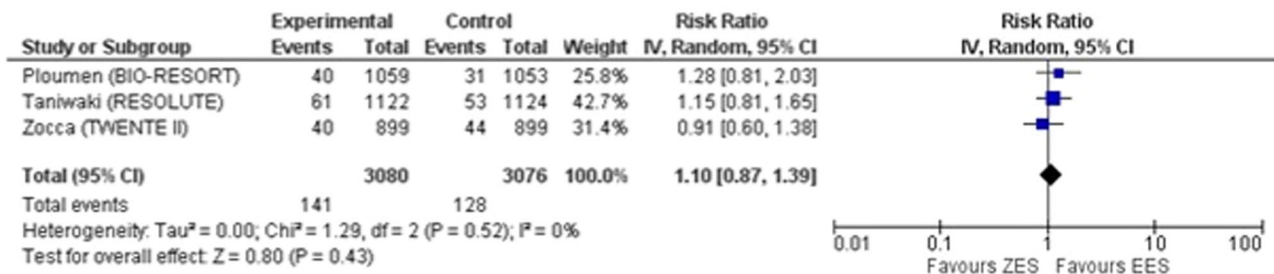 Experimental Control Risk Ratio Risk Ratio
Study or Subgroup Events Total Events Total Weight IV, Random, 95% CI IV, Random, 95% CI
Ploumen (BIO-RESORT) 40 1059 31 1053 25.8% 1.28 [0.81, 2.03]
Taniwaki (RESOLUTE) 61 1122 53 1124 42.7% 1.15 [0.81, 1.65]
Zocca (TWENTE II) 40 899 44 899 31.4% 0.91 [0.60, 1.38]
Total (95% CI) 3080 3076 100.0% 1.10 [0.87, 1.39]
Total events 141 128
Heterogeneity: Tau² = 0.00; Chi² = 1.29, df = 2 (P = 0.52); I² = 0%
Test for overall effect: Z = 0.80 (P = 0.43)
0.01 0.1 1 10 100
Favours ZES Favours EES